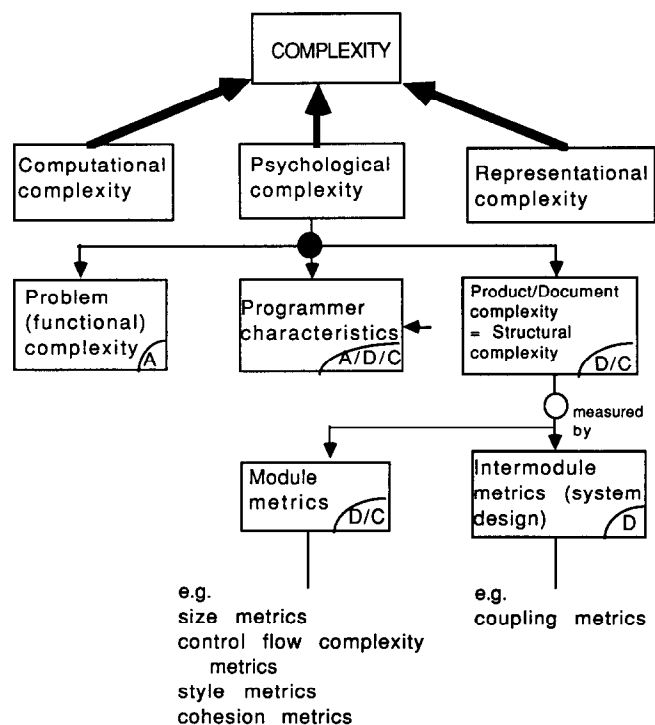 COMPLEXITY
Computational
complexity
Psychological
complexity
Representational
complexity
Problem
(functional)
complexity
A
Programmer
characteristics
A/D/C
Product/Document
complexity
= Structural
complexity
D/C
measured
by
Module
metrics
D/C
Intermodule
metrics (system
design)
D
e.g.
size metrics
control flow complexity
metrics
style metrics
cohesion metrics
e.g.
coupling metrics